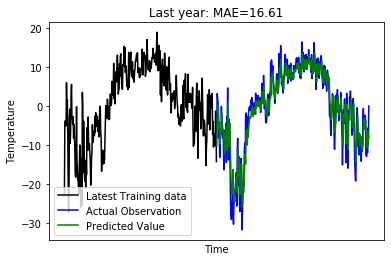 Last year: MAE=16.61
Temperature
20
10
0
−10
−20
−30
Latest Training data
Actual Observation
Predicted Value
Time